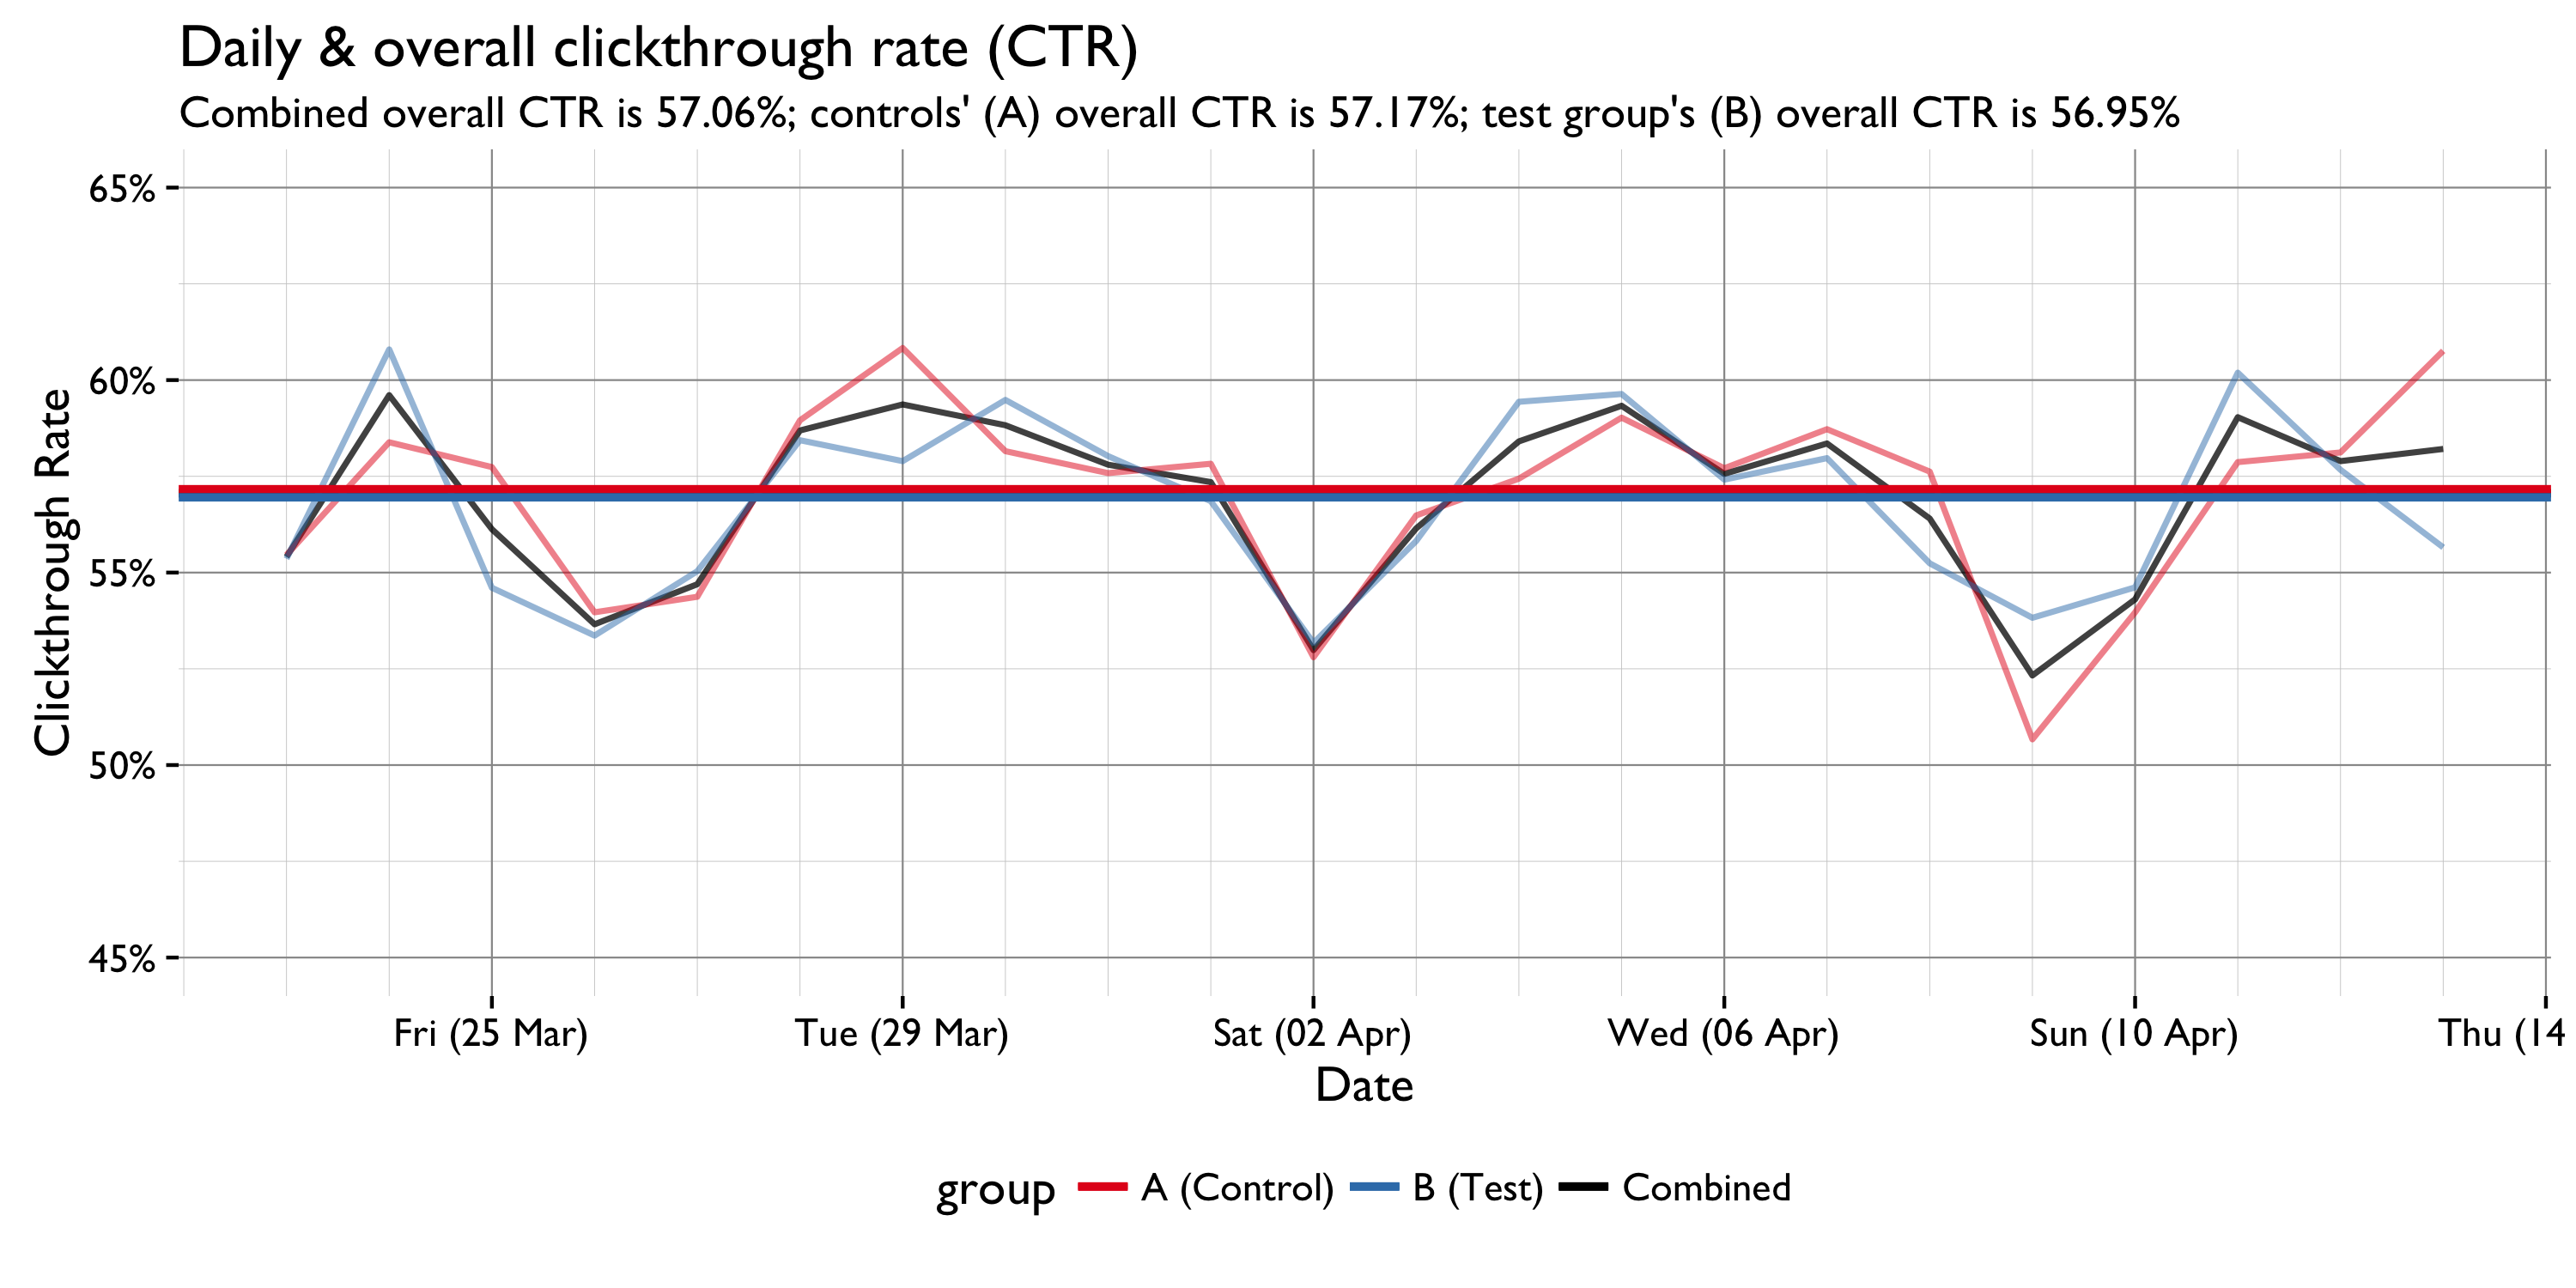 Daily & overall clickthrough rate (CTR)
Combined overall CTR is 57.06%; controls' (A) overall CTR is 57.17%; test group's (B) overall CTR is 56.95%
65%
60%
55%
50%
45%
Clickthrough Rate
Fri (25 Mar) Tue (29 Mar) Sat (02 Apr) Wed (06 Apr) Sun (10 Apr) Thu (14
Date
group A (Control) B (Test) Combined